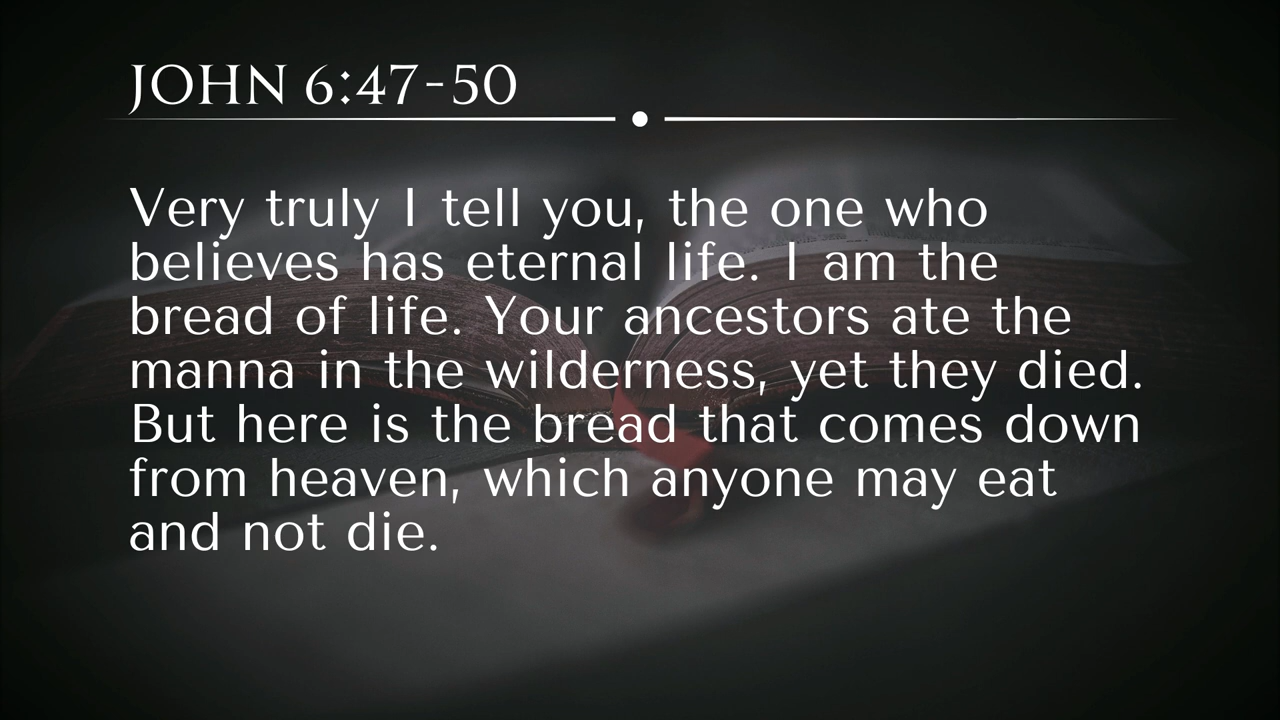 JOHN 6:47-50
Very truly I tell you, the one who
believes has eternal life. I am the
bread of life. Your ancestors ate the
manna in the wilderness, yet they died.
But here is the bread that comes down
from heaven, which anyone may eat
and not die.